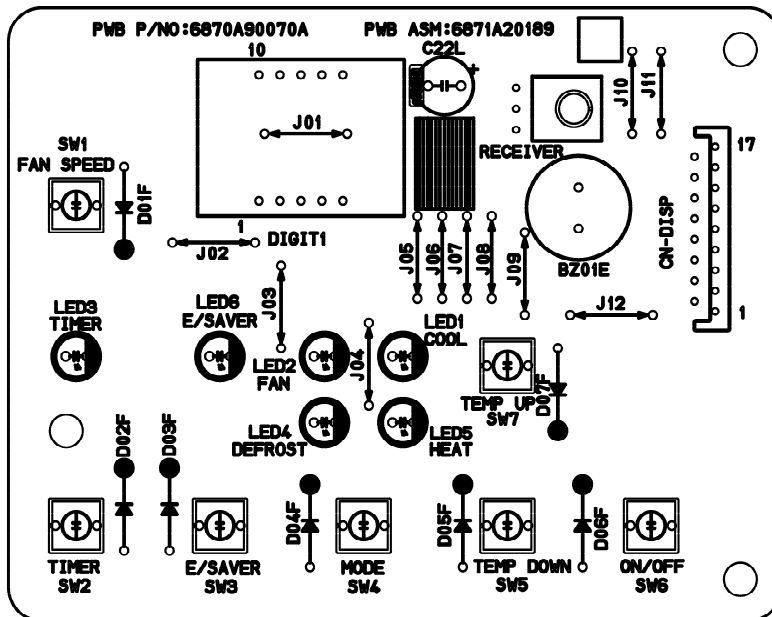 PWB P/NO:6870A90070A
PWB ASM:6871A20189
10
C22L
+
J10
J11
J01
SW1
FAN SPEED
RECEIVER
17
D01F
CN-DISP
1
DIGIT1
J02
J05
J06
J07
J08
J09
BZ01E
J03
J12
1
LED3
TIMER
LED6
E/SAVER
LED1
COOL
LED2
FAN
J04
TEMP UP
SW7
D07F
D02F
D03F
LED4
DEFROST
LED5
HEAT
D04F
D05F
D06F
TIMER
SW2
E/SAVER
SW3
MODE
SW4
TEMP DOWN
SW5
ON/OFF
SW6